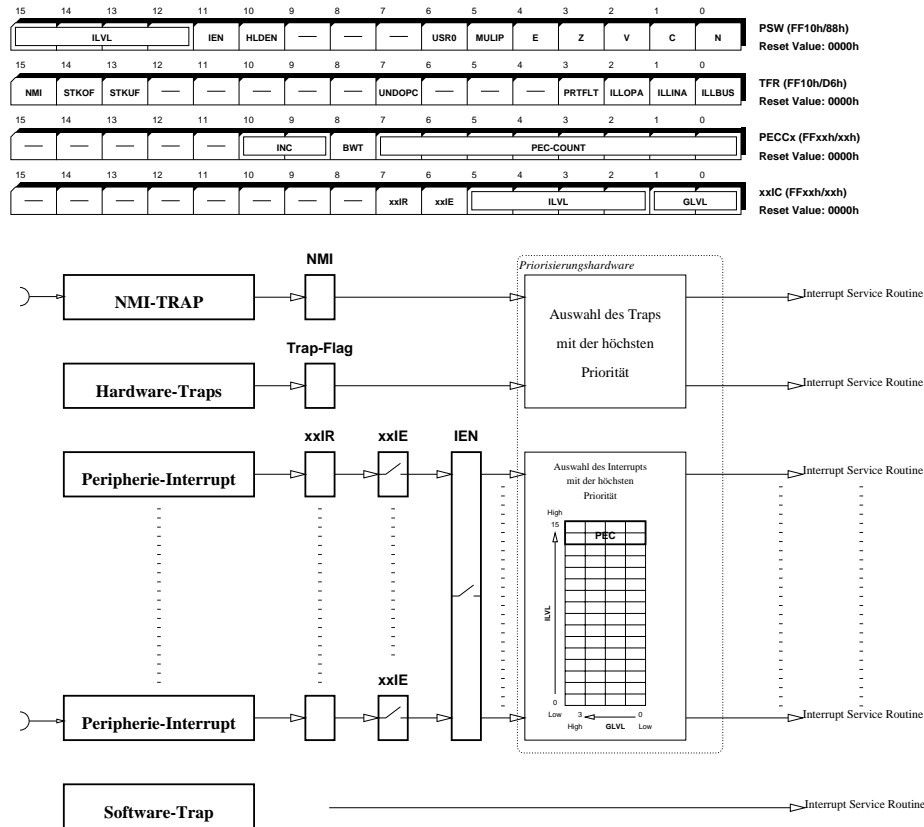 15 14 13 12 11 10 9 8 7 6 5 4 3 2 1 0
ILVL IEN HLDEN — — — USR0 MULIP E Z V C N
PSW (FF10h/88h)
Reset Value: 0000h
15 14 13 12 11 10 9 8 7 6 5 4 3 2 1 0
NMI STKOF STKUF — — — — — UNDOPC — — — PRTFLT ILLOPA ILLINA ILLBUS
TFR (FF10h/D6h)
Reset Value: 0000h
15 14 13 12 11 10 9 8 7 6 5 4 3 2 1 0
— — — — — INC BWT PEC-COUNT
PECCx (FFxxh/xxh)
Reset Value: 0000h
15 14 13 12 11 10 9 8 7 6 5 4 3 2 1 0
— — — — — — — — xxIR xxIE ILVL GLVL
xxIC (FFxxh/xxh)
Reset Value: 0000h
NMI
Priorisierungshardware
NMI-TRAP
Interrupt Service Routine
Auswahl des Traps
mit der höchsten
Priorität
Trap-Flag
Hardware-Traps
Interrupt Service Routine
xxIR xxIE IEN
Peripherie-Interrupt
Interrupt Service Routine
Auswahl des Interrupts
mit der höchsten
Priorität
High
15
PEC
ILVL
0
Low
3 0
High GLVL Low
xxIE
Peripherie-Interrupt
Interrupt Service Routine
Software-Trap
Interrupt Service Routine